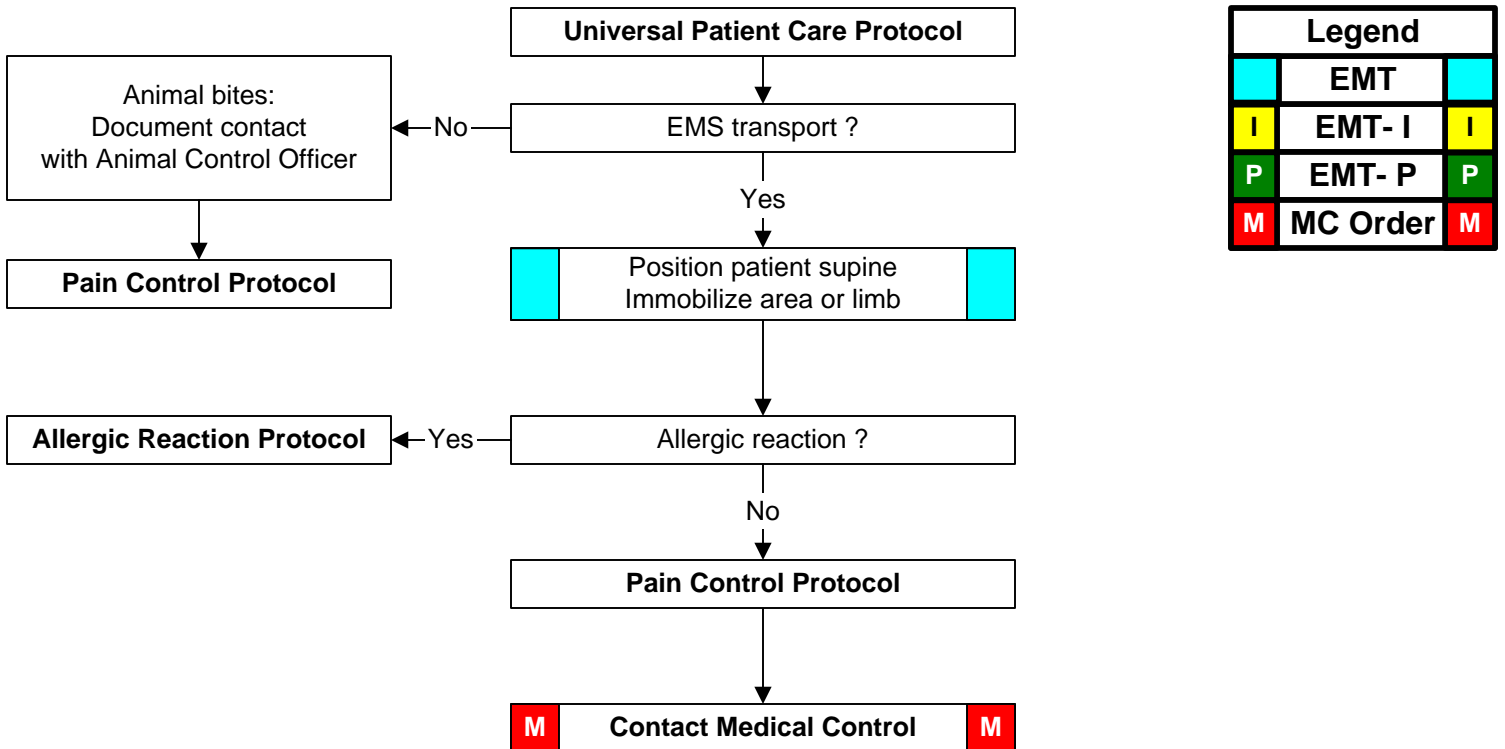 Universal Patient Care Protocol
Animal bites:
Document contact
with Animal Control Officer
No
EMS transport ?
Yes
Pain Control Protocol
Position patient supine
Immobilize area or limb
Allergic Reaction Protocol
Yes
Allergic reaction ?
No
Pain Control Protocol
M Contact Medical Control M
Legend
EMT
I EMT- I I
P EMT- P P
M MC Order M